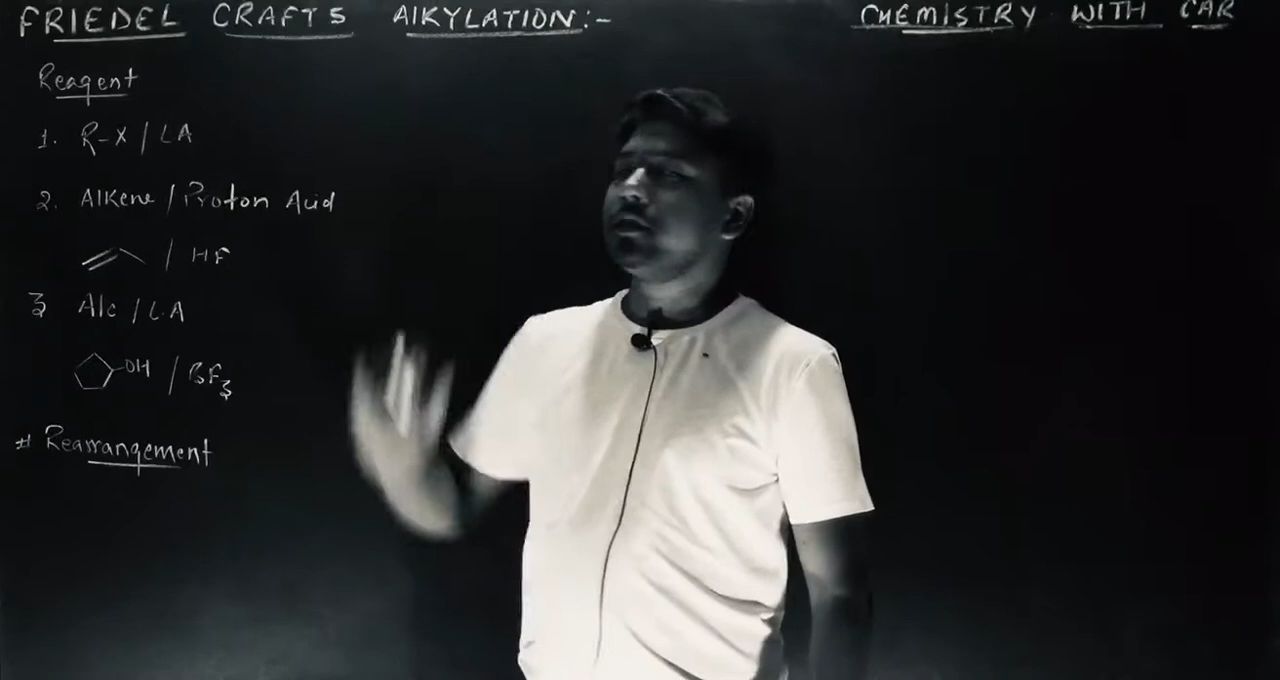 FRIEDEL CRAFTS AlKYLATION:-
CHEMISTRY WITH CAR
Reagent
1. R-X / LA
2. Alkene / Proton Acid
/ HF
3 Alc / L.A
OH / BF3
# Rearrangement